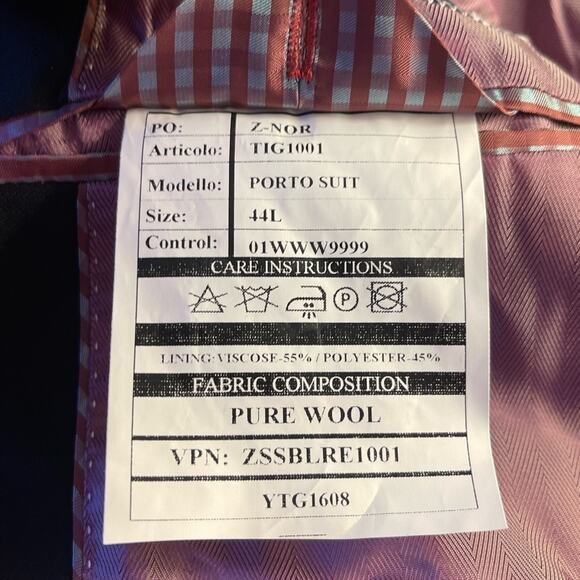 PO: Z-NOR
Articolo: TIG1001
Modello: PORTO SUIT
Size: 44L
Control: 01WWW9999
CARE INSTRUCTIONS
P
LINING: VISCOSE-55% / POLYESTER-45%
FABRIC COMPOSITION
PURE WOOL
VPN: ZSSBLRE1001
YTG1608